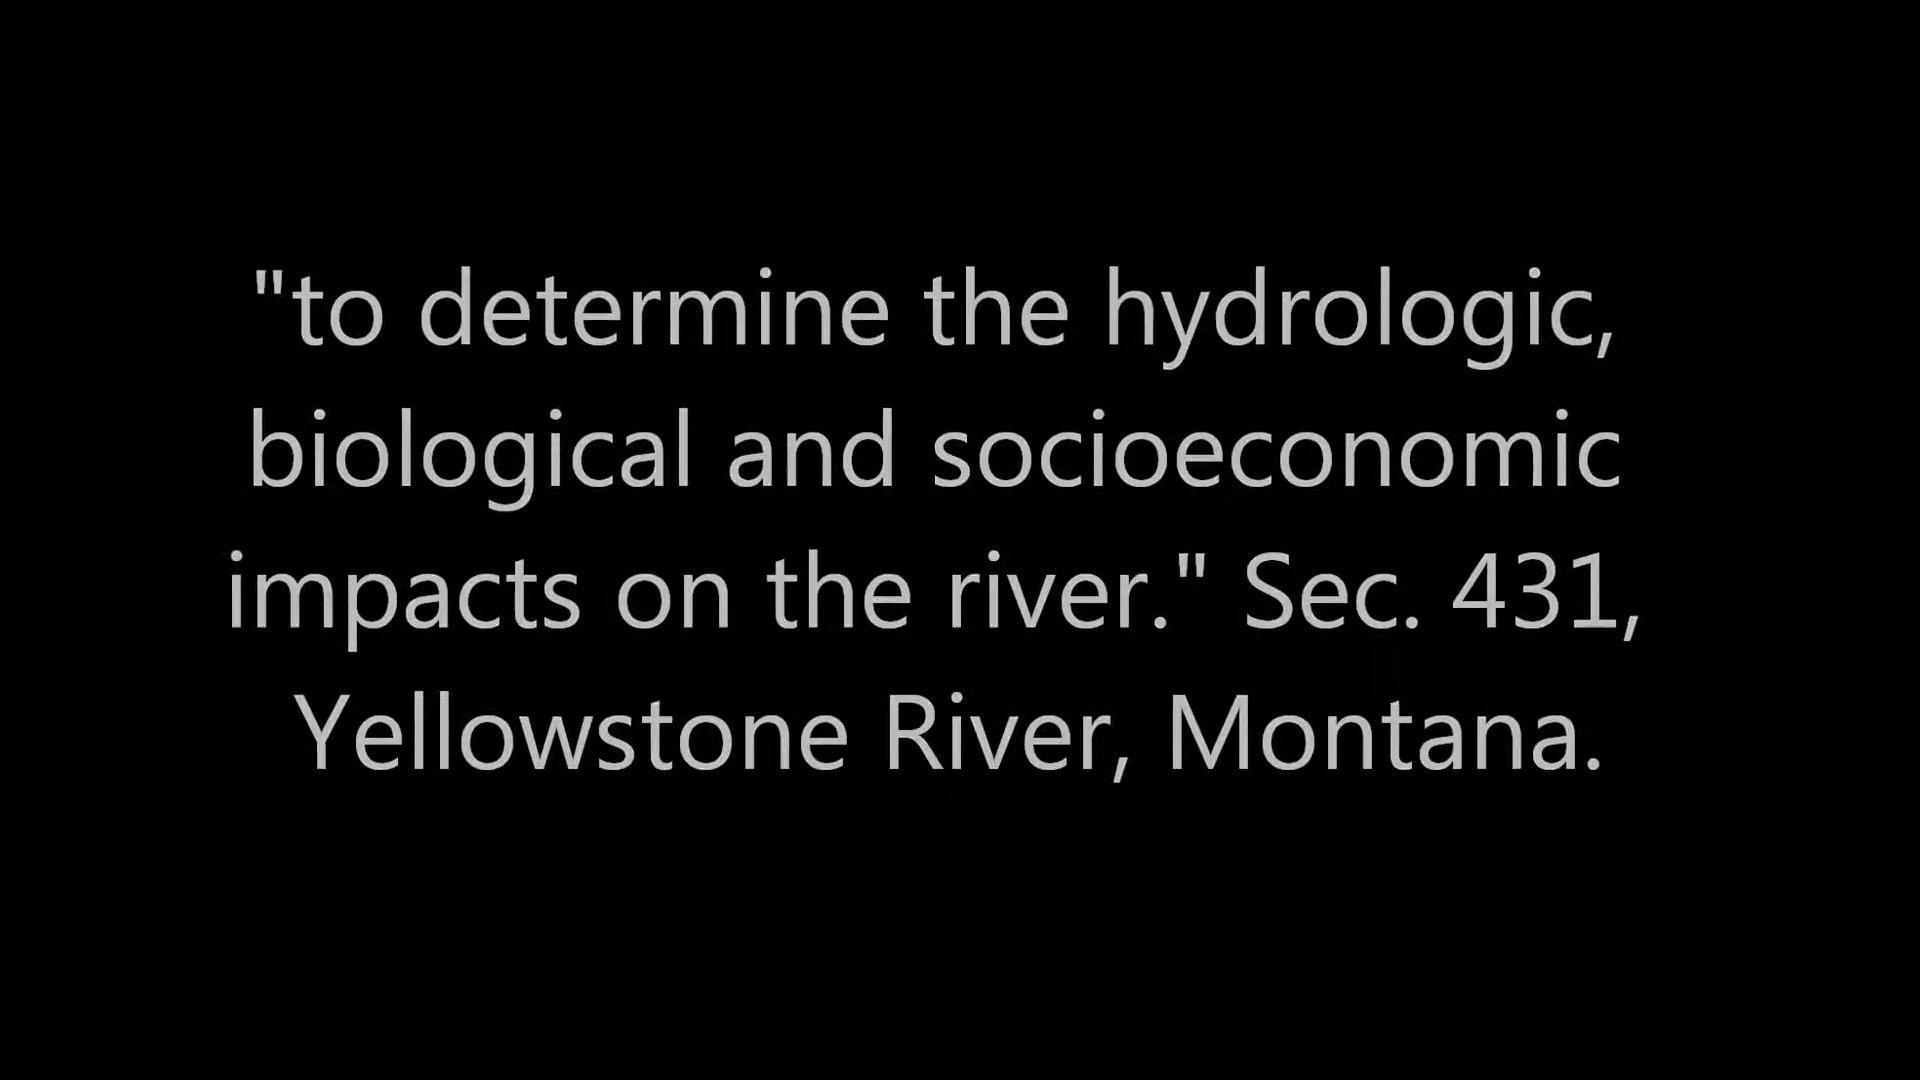 "to determine the hydrologic,
biological and socioeconomic
impacts on the river." Sec. 431,
Yellowstone River, Montana.